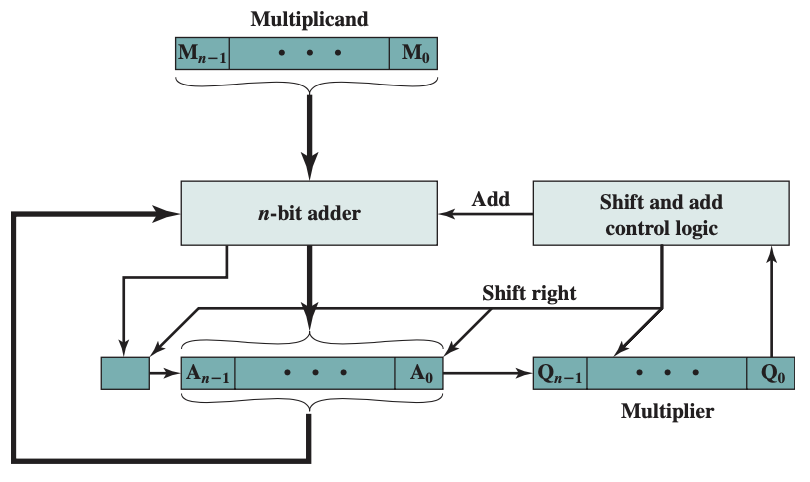 Multiplicand
Mn−1 • • • M0
n-bit adder
Add
Shift and add
control logic
Shift right
An−1 • • • A0
Qn−1 • • • Q0
Multiplier